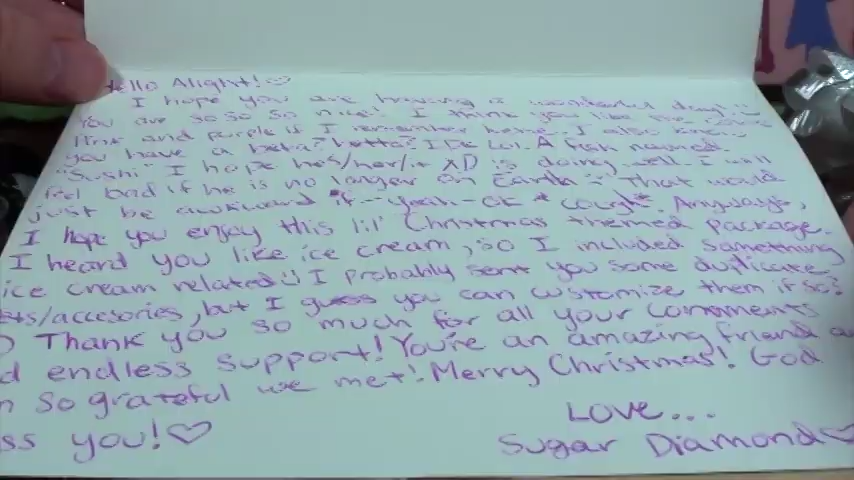 Hello Alright! ♡
I hope you are having a wonderful day! :)
You are so so so nice! I think you like the
and purple if I remember I also know
you have a beta? betta? IDK lol. A fish named
"Sushi" I hope he's/her/it XD is doing well. I will
feel bad if he is no longer on Earth That would
just be awkward if--yeah-ok *cough* Anyways,
I hope you enjoy this lil' Christmas themed package.
I heard you like ice cream, so I included something
ice cream related I probably sent you some duplicate
/accesories, but I guess you can customize them if so?
Thank you so much for all your comments
endless support! You're an amazing friend
so grateful we met! Merry Christmas! God
you! ♡
Love...
Sugar Diamond ♡